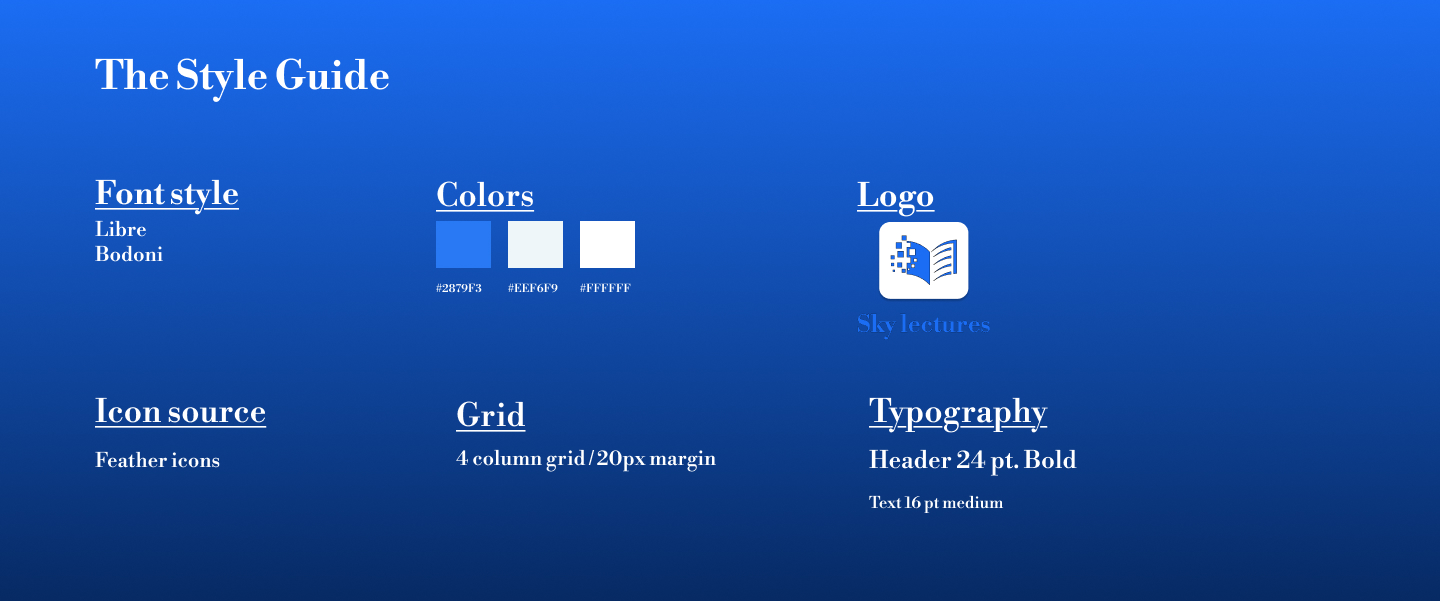 The Style Guide
Font style
Libre
Bodoni
Colors
#2879F3
#EEF6F9
#FFFFFF
Logo
Sky lectures
Icon source
Feather icons
Grid
4 column grid / 20px margin
Typography
Header 24 pt. Bold
Text 16 pt medium